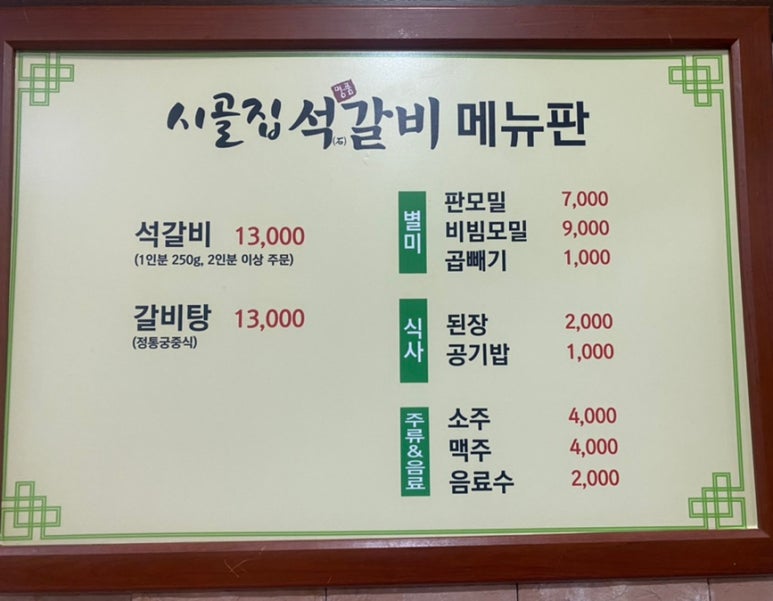 명품
시골집 석(石)갈비 메뉴판
석갈비 13,000
(1인분 250g, 2인분 이상 주문)
갈비탕 13,000
(정통궁중식)
별미
판모밀 7,000
비빔모밀 9,000
곱빼기 1,000
식사
된장 2,000
공기밥 1,000
주류&음료
소주 4,000
맥주 4,000
음료수 2,000